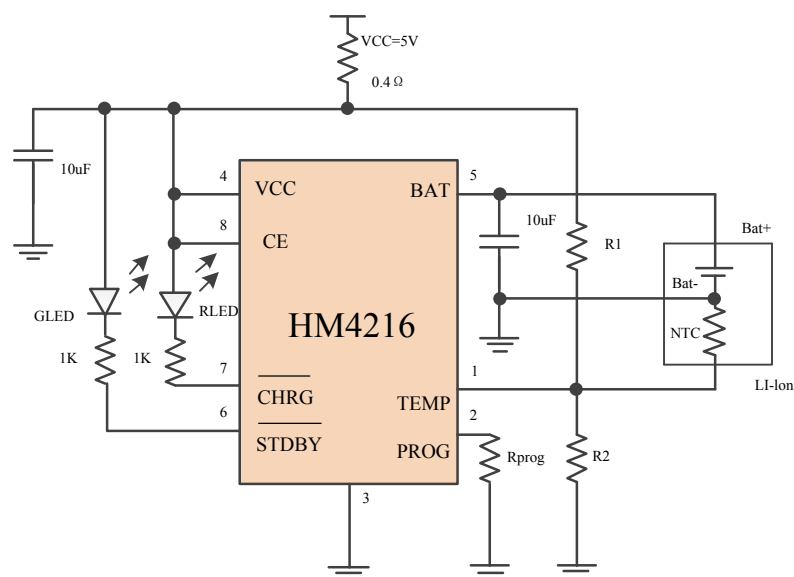 VCC=5V
0.4Ω
10uF
4
VCC
BAT
5
8
CE
10uF
R1
Bat+
Bat-
NTC
LI-lon
GLED
RLED
HM4216
1K
1K
7
CHRG
TEMP
1
6
STDBY
PROG
2
Rprog
R2
3